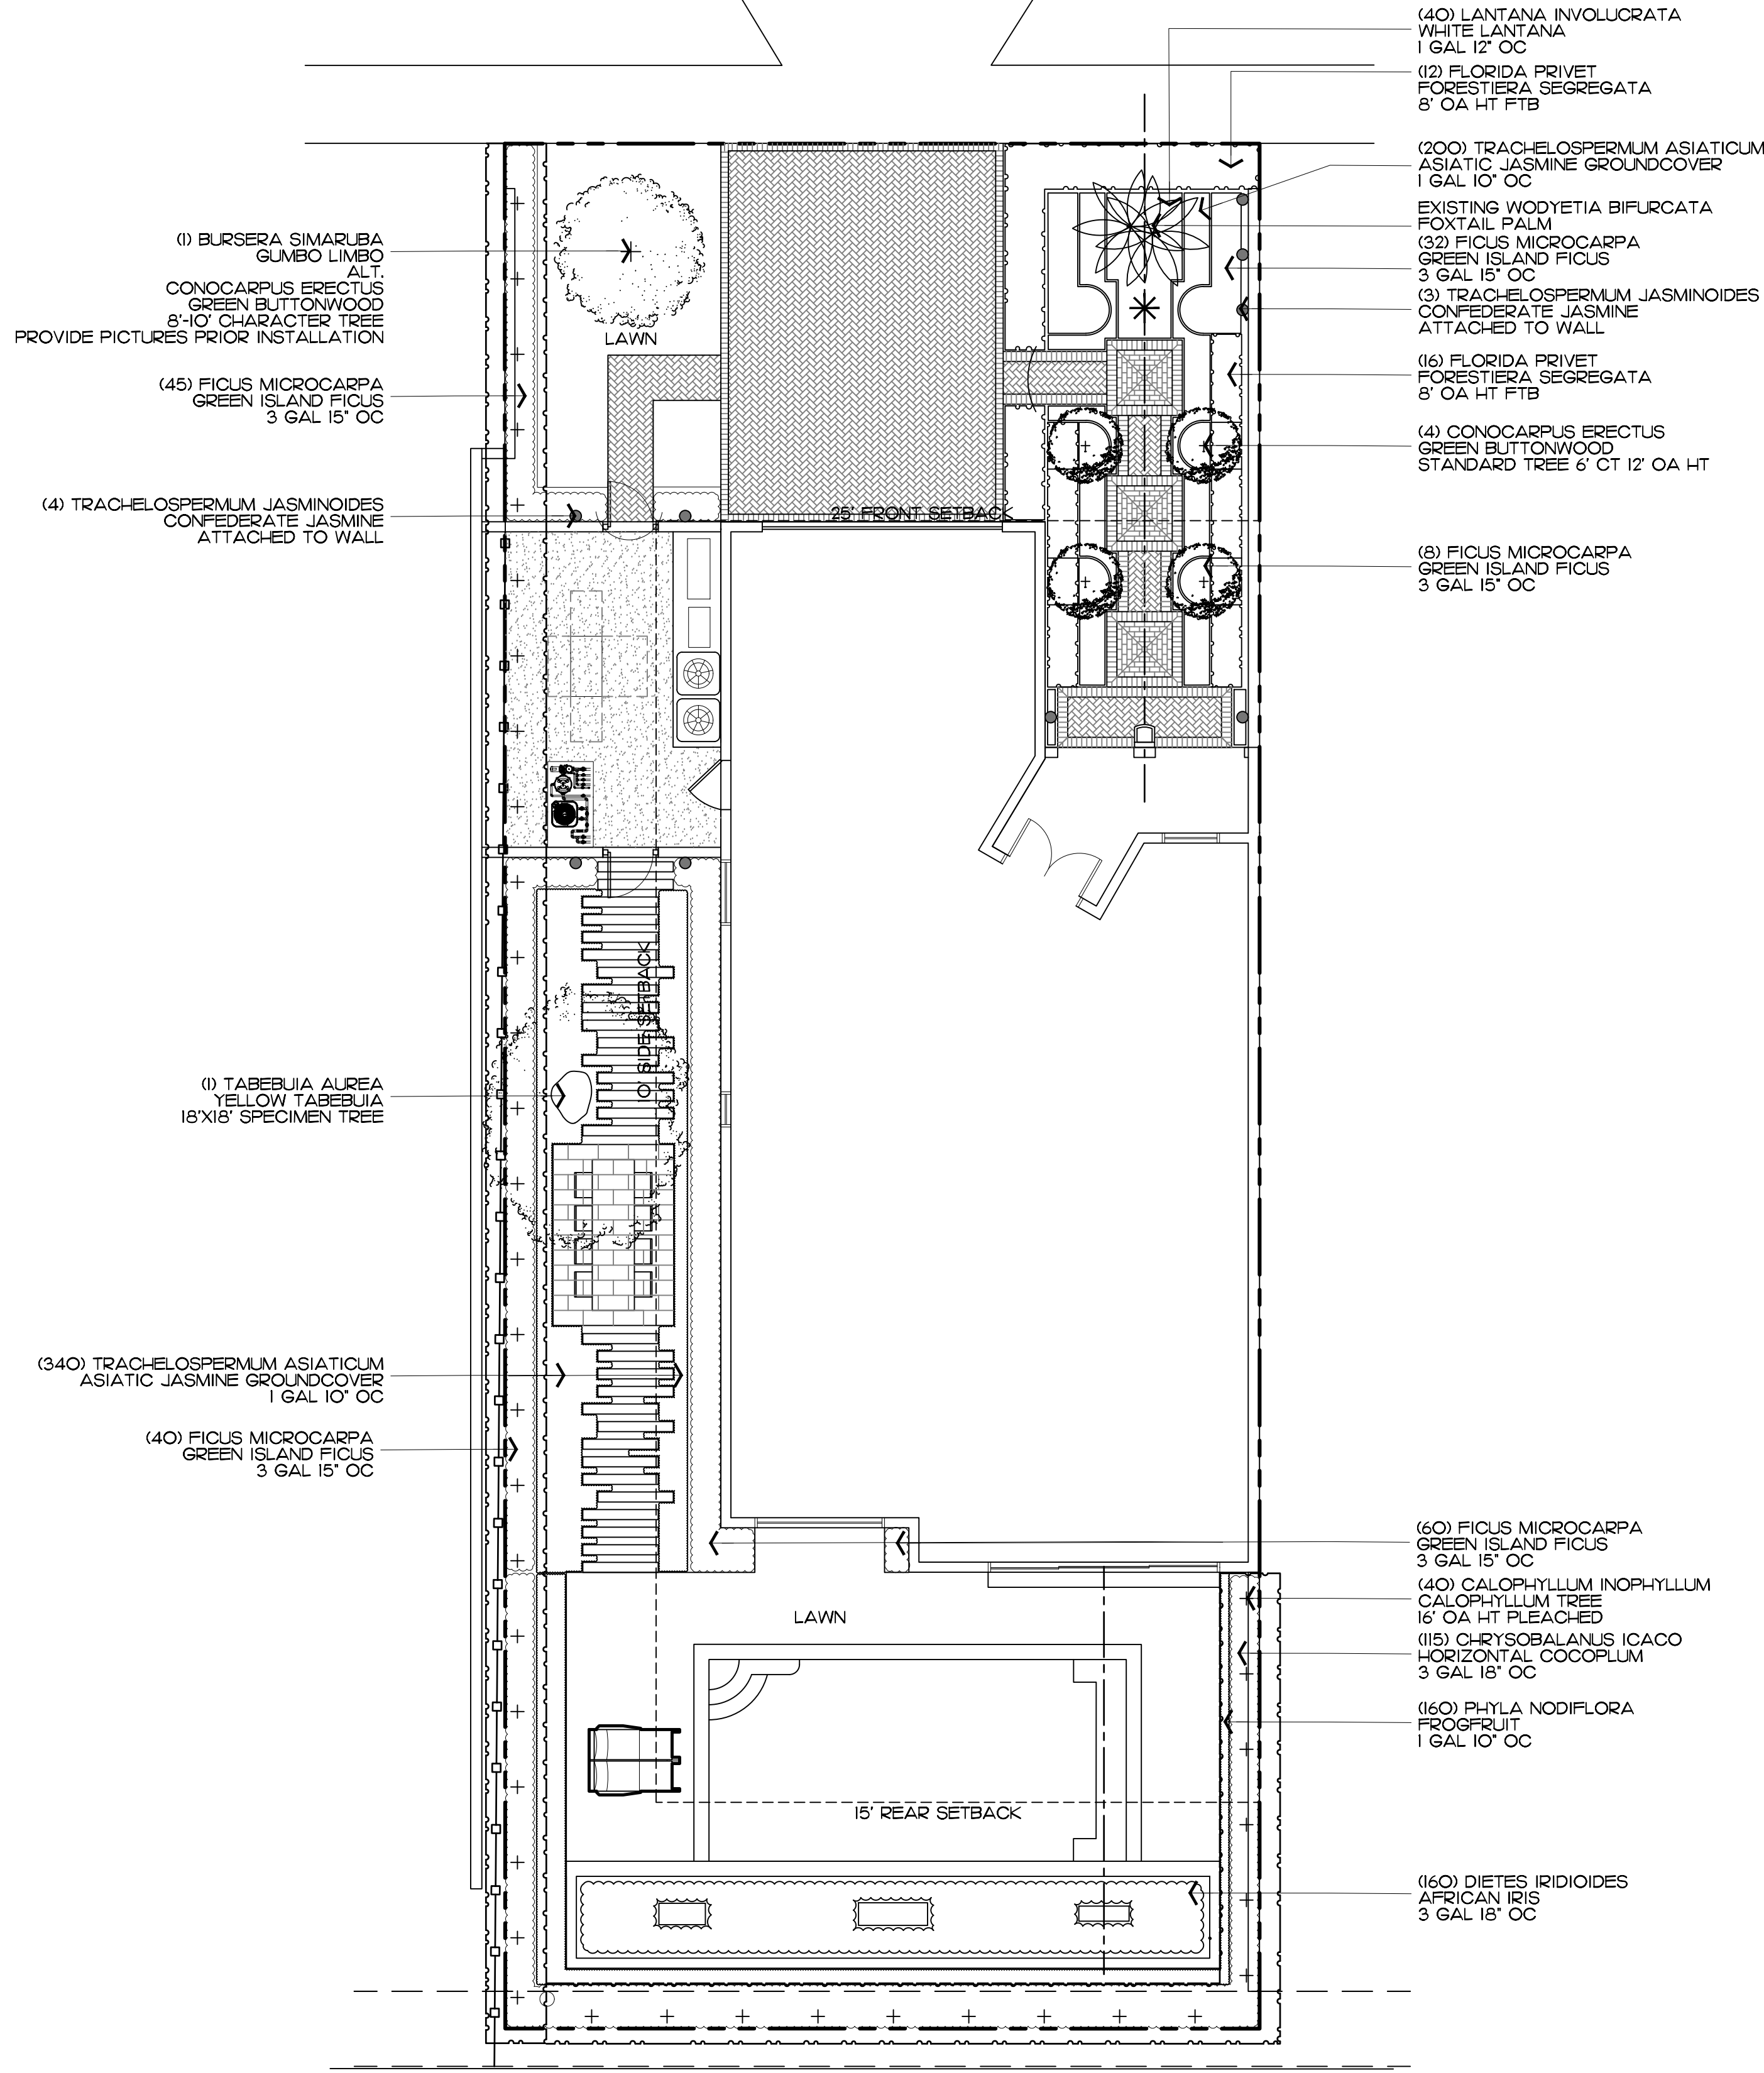 (40) LANTANA INVOLUCRATA
WHITE LANTANA
1 GAL 12" OC
(12) FLORIDA PRIVET
FORESTIERA SEGREGATA
8' OA HT FTB
(200) TRACHELOSPERMUM ASIATICUM
ASIATIC JASMINE GROUNDCOVER
1 GAL 10" OC
EXISTING WODYETIA BIFURCATA
FOXTAIL PALM
(32) FICUS MICROCARPA
GREEN ISLAND FICUS
3 GAL 15" OC
(3) TRACHELOSPERMUM JASMINOIDES
CONFEDERATE JASMINE
ATTACHED TO WALL
(16) FLORIDA PRIVET
FORESTIERA SEGREGATA
8' OA HT FTB
(4) CONOCARPUS ERECTUS
GREEN BUTTONWOOD
STANDARD TREE 6' CT 12' OA HT
(8) FICUS MICROCARPA
GREEN ISLAND FICUS
3 GAL 15" OC
(1) BURSERA SIMARUBA
GUMBO LIMBO
ALT.
CONOCARPUS ERECTUS
GREEN BUTTONWOOD
8'-10' CHARACTER TREE
PROVIDE PICTURES PRIOR INSTALLATION
(45) FICUS MICROCARPA
GREEN ISLAND FICUS
3 GAL 15" OC
(4) TRACHELOSPERMUM JASMINOIDES
CONFEDERATE JASMINE
ATTACHED TO WALL
LAWN
25' FRONT SETBACK
10' SIDE SETBACK
(1) TABEBUIA AUREA
YELLOW TABEBUIA
18'X18' SPECIMEN TREE
(340) TRACHELOSPERMUM ASIATICUM
ASIATIC JASMINE GROUNDCOVER
1 GAL 10" OC
(40) FICUS MICROCARPA
GREEN ISLAND FICUS
3 GAL 15" OC
(60) FICUS MICROCARPA
GREEN ISLAND FICUS
3 GAL 15" OC
(40) CALOPHYLLUM INOPHYLLUM
CALOPHYLLUM TREE
16' OA HT PLEACHED
(115) CHRYSOBALANUS ICACO
HORIZONTAL COCOPLUM
3 GAL 18" OC
(160) PHYLA NODIFLORA
FROGFRUIT
1 GAL 10" OC
LAWN
15' REAR SETBACK
(160) DIETES IRIDIOIDES
AFRICAN IRIS
3 GAL 18" OC